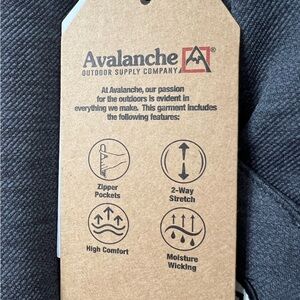 Avalanche ®
OUTDOOR SUPPLY COMPANY
At Avalanche, our passion
for the outdoors is evident in
everything we make. This garment includes
the following features:
Zipper
Pockets
2-Way
Stretch
High Comfort
Moisture
Wicking